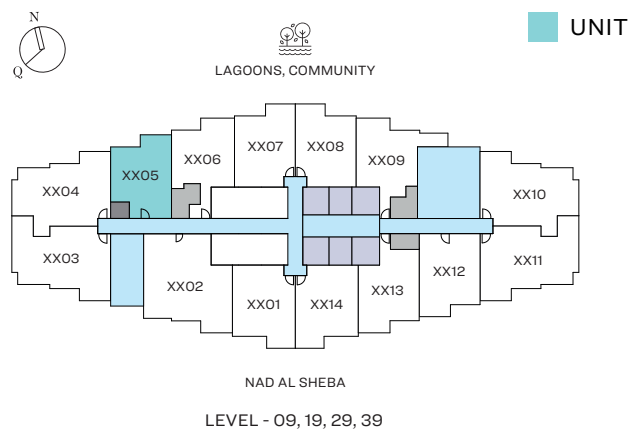 N
UNIT
Q
LAGOONS, COMMUNITY
XX07
XX08
XX06
XX09
XX05
XX04
XX10
XX03
XX11
XX02
XX12
XX01
XX14
XX13
NAD AL SHEBA
LEVEL - 09, 19, 29, 39